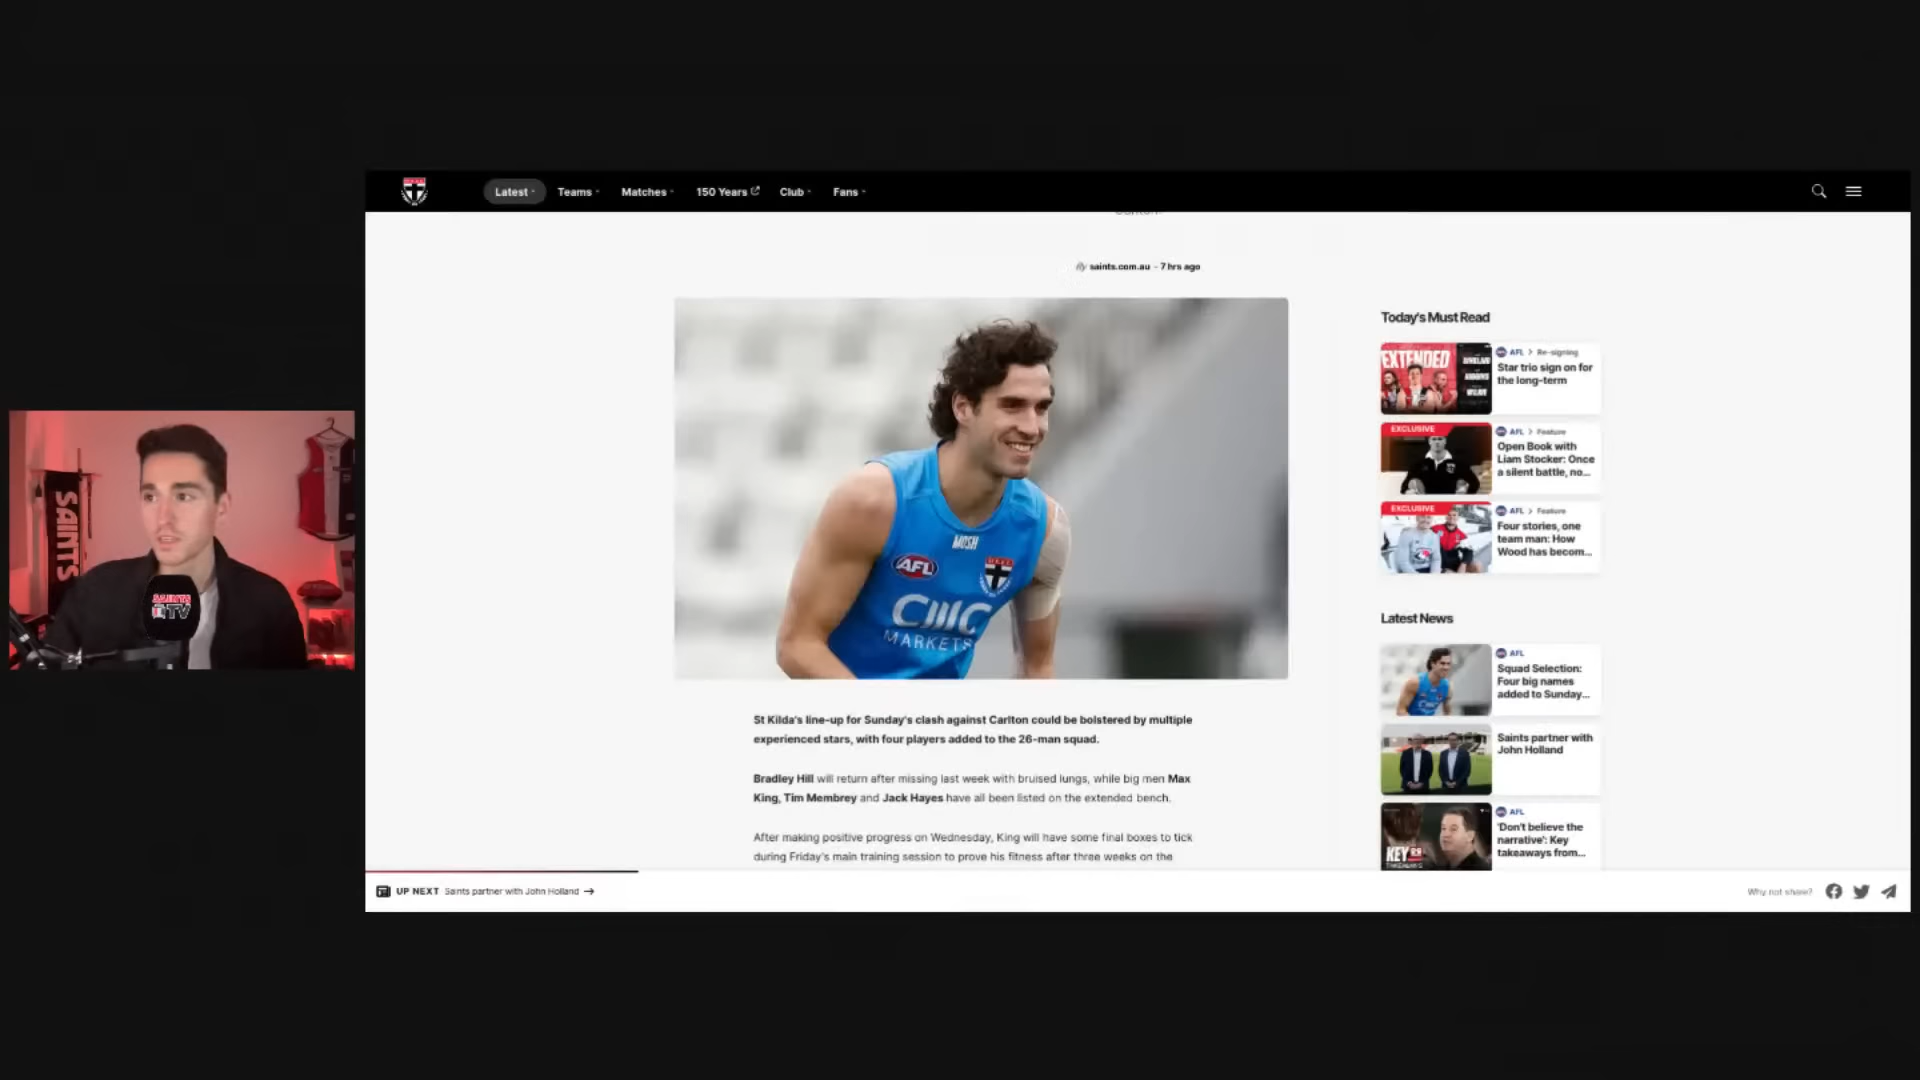 Latest
Teams
Matches
150 Years
Club
Fans
By saints.com.au - 7 hrs ago
MOSH
AFL
CMC
MARKETS
SAINTS
SAINTS
TV
St Kilda's line-up for Sunday's clash against Carlton could be bolstered by multiple
experienced stars, with four players added to the 26-man squad.
Bradley Hill will return after missing last week with bruised lungs, while big men Max
King, Tim Membrey and Jack Hayes have all been listed on the extended bench.
After making positive progress on Wednesday, King will have some final boxes to tick
during Friday's main training session to prove his fitness after three weeks on the
Today's Must Read
EXTENDED
AFL > Re-signing
Star trio sign on for
the long-term
EXCLUSIVE
AFL > Feature
Open Book with
Liam Stocker: Once
a silent battle, no...
EXCLUSIVE
AFL > Feature
Four stories, one
team man: How
Wood has becom...
Latest News
AFL
Squad Selection:
Four big names
added to Sunday...
Saints partner with
John Holland
KEY
AFL
'Don't believe the
narrative': Key
takeaways from...
UP NEXT Saints partner with John Holland →
Why not share?